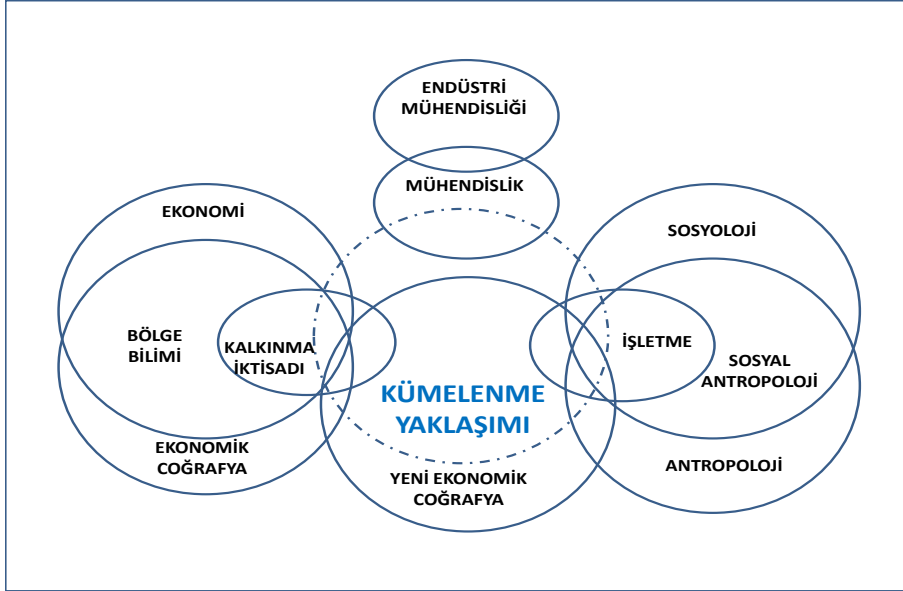 ENDÜSTRİ
MÜHENDİSLİĞİ
MÜHENDİSLİK
EKONOMİ
SOSYOLOJİ
BÖLGE
BİLİMİ
KALKINMA
İKTİSADI
İŞLETME
SOSYAL
ANTROPOLOJİ
KÜMELENME
YAKLAŞIMI
EKONOMİK
COĞRAFYA
YENİ EKONOMİK
COĞRAFYA
ANTROPOLOJİ